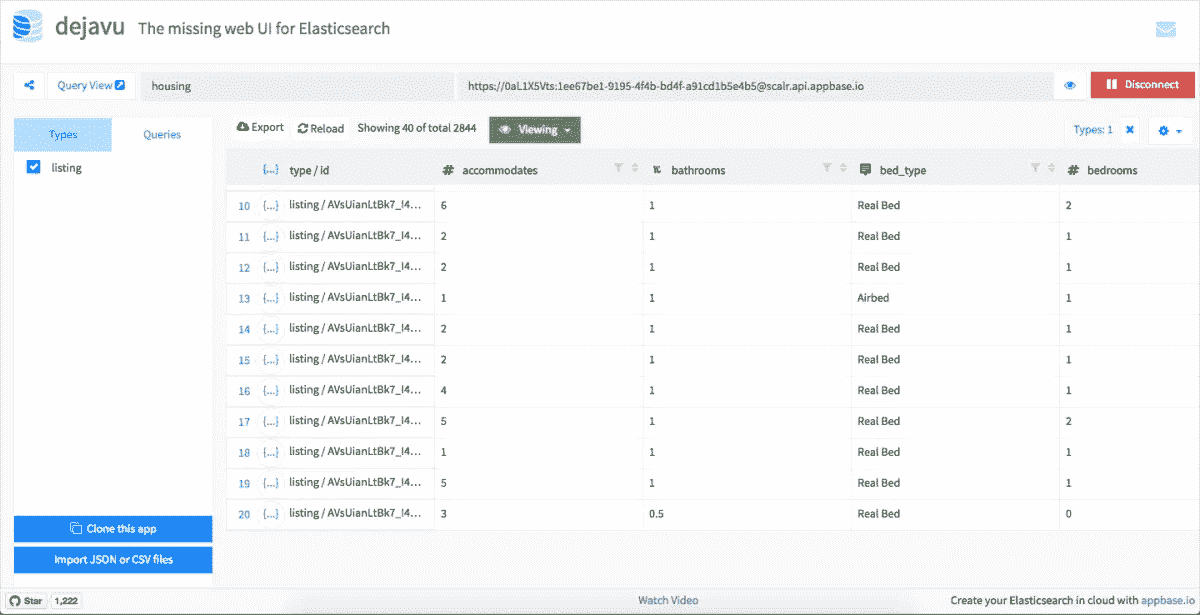 dejavu The missing web UI for Elasticsearch
Query View housing https://0aL1X5Vts:1ee67be1-9195-4f4b-bd4f-a91cd1b5e4b5@scalr.api.appbase.io Disconnect
Types Queries Export Reload Showing 40 of total 2844 Viewing Types: 1
listing
{...} type / id # accommodates bathrooms bed_type # bedrooms
10 {...} listing / AVsUianLtBk7_I4... 6 1 Real Bed 2
11 {...} listing / AVsUianLtBk7_I4... 2 1 Real Bed 1
12 {...} listing / AVsUianLtBk7_I4... 2 1 Real Bed 1
13 {...} listing / AVsUianLtBk7_I4... 1 1 Airbed 1
14 {...} listing / AVsUianLtBk7_I4... 2 1 Real Bed 1
15 {...} listing / AVsUianLtBk7_I4... 2 1 Real Bed 1
16 {...} listing / AVsUianLtBk7_I4... 4 1 Real Bed 1
17 {...} listing / AVsUianLtBk7_I4... 5 1 Real Bed 2
18 {...} listing / AVsUianLtBk7_I4... 1 1 Real Bed 1
19 {...} listing / AVsUianLtBk7_I4... 5 1 Real Bed 1
20 {...} listing / AVsUianLtBk7_I4... 3 0.5 Real Bed 0
Clone this app
Import JSON or CSV files
Star 1,222 Watch Video Create your Elasticsearch in cloud with appbase.io